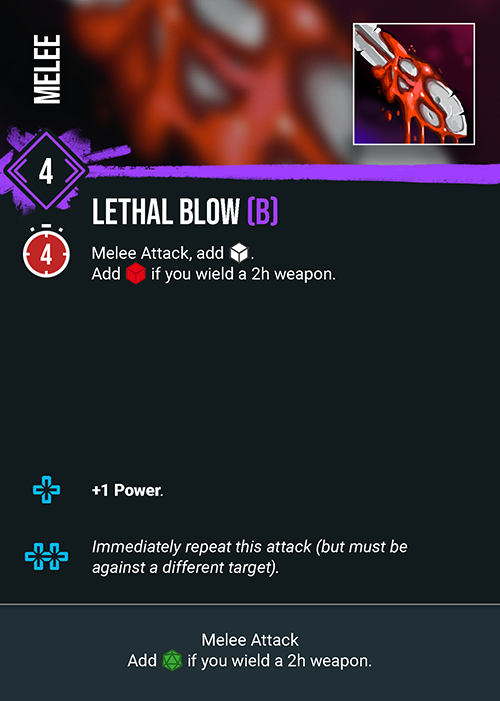 MELEE
4
LETHAL BLOW (B)
4
Melee Attack, add .
Add if you wield a 2h weapon.
+1 Power.
Immediately repeat this attack (but must be
against a different target).
Melee Attack
Add if you wield a 2h weapon.